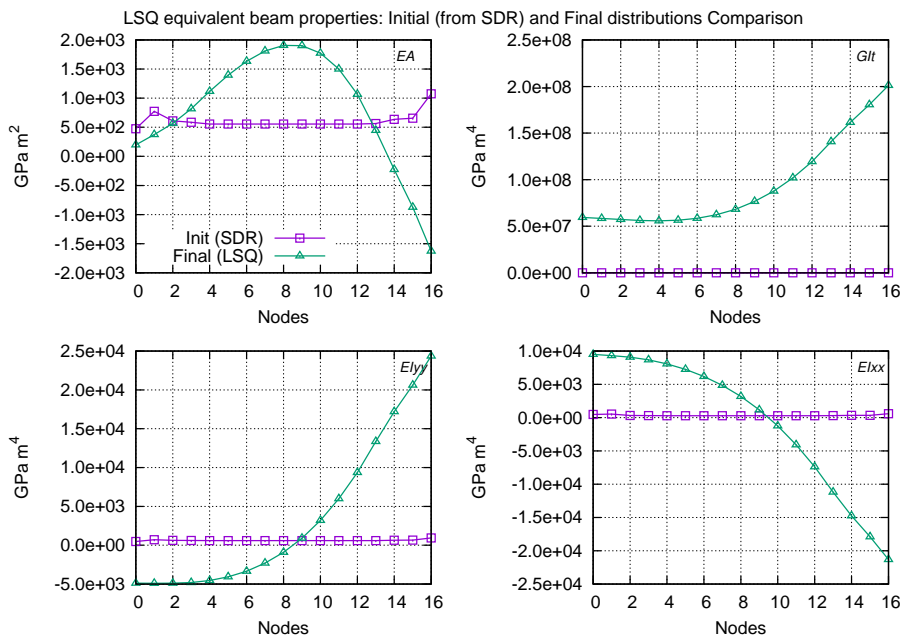 LSQ equivalent beam properties: Initial (from SDR) and Final distributions Comparison
EA
2.0e+03
1.5e+03
1.0e+03
5.0e+02
0.0e+00
-5.0e+02
-1.0e+03
-1.5e+03
-2.0e+03
GPa m²
Init (SDR)
Final (LSQ)
0 2 4 6 8 10 12 14 16
Nodes
GIt
2.5e+08
2.0e+08
1.5e+08
1.0e+08
5.0e+07
0.0e+00
GPa m⁴
0 2 4 6 8 10 12 14 16
Nodes
EIyy
2.5e+04
2.0e+04
1.5e+04
1.0e+04
5.0e+03
0.0e+00
-5.0e+03
GPa m⁴
0 2 4 6 8 10 12 14 16
Nodes
EIxx
1.0e+04
5.0e+03
0.0e+00
-5.0e+03
-1.0e+04
-1.5e+04
-2.0e+04
-2.5e+04
GPa m⁴
0 2 4 6 8 10 12 14 16
Nodes